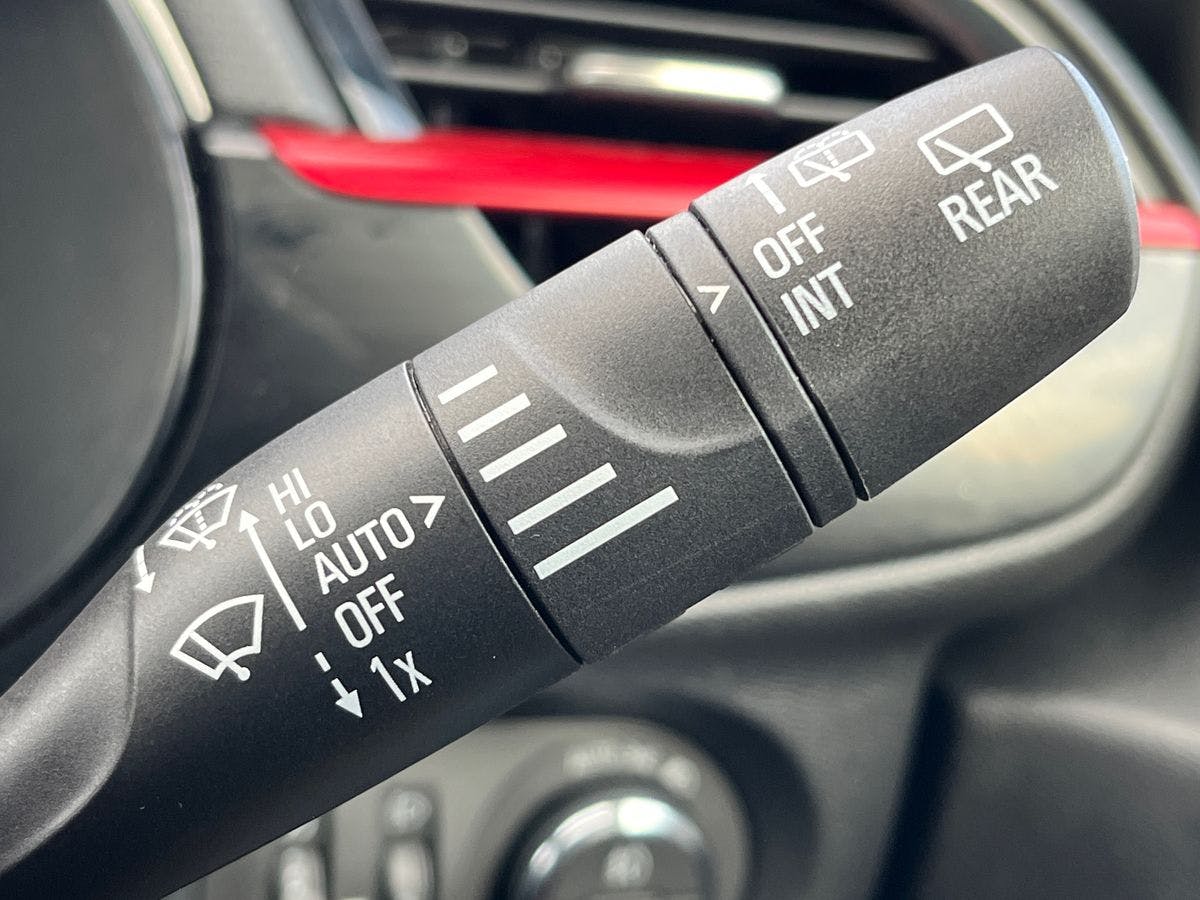 HI
LO
AUTO >
OFF
1x
>
OFF
INT
REAR